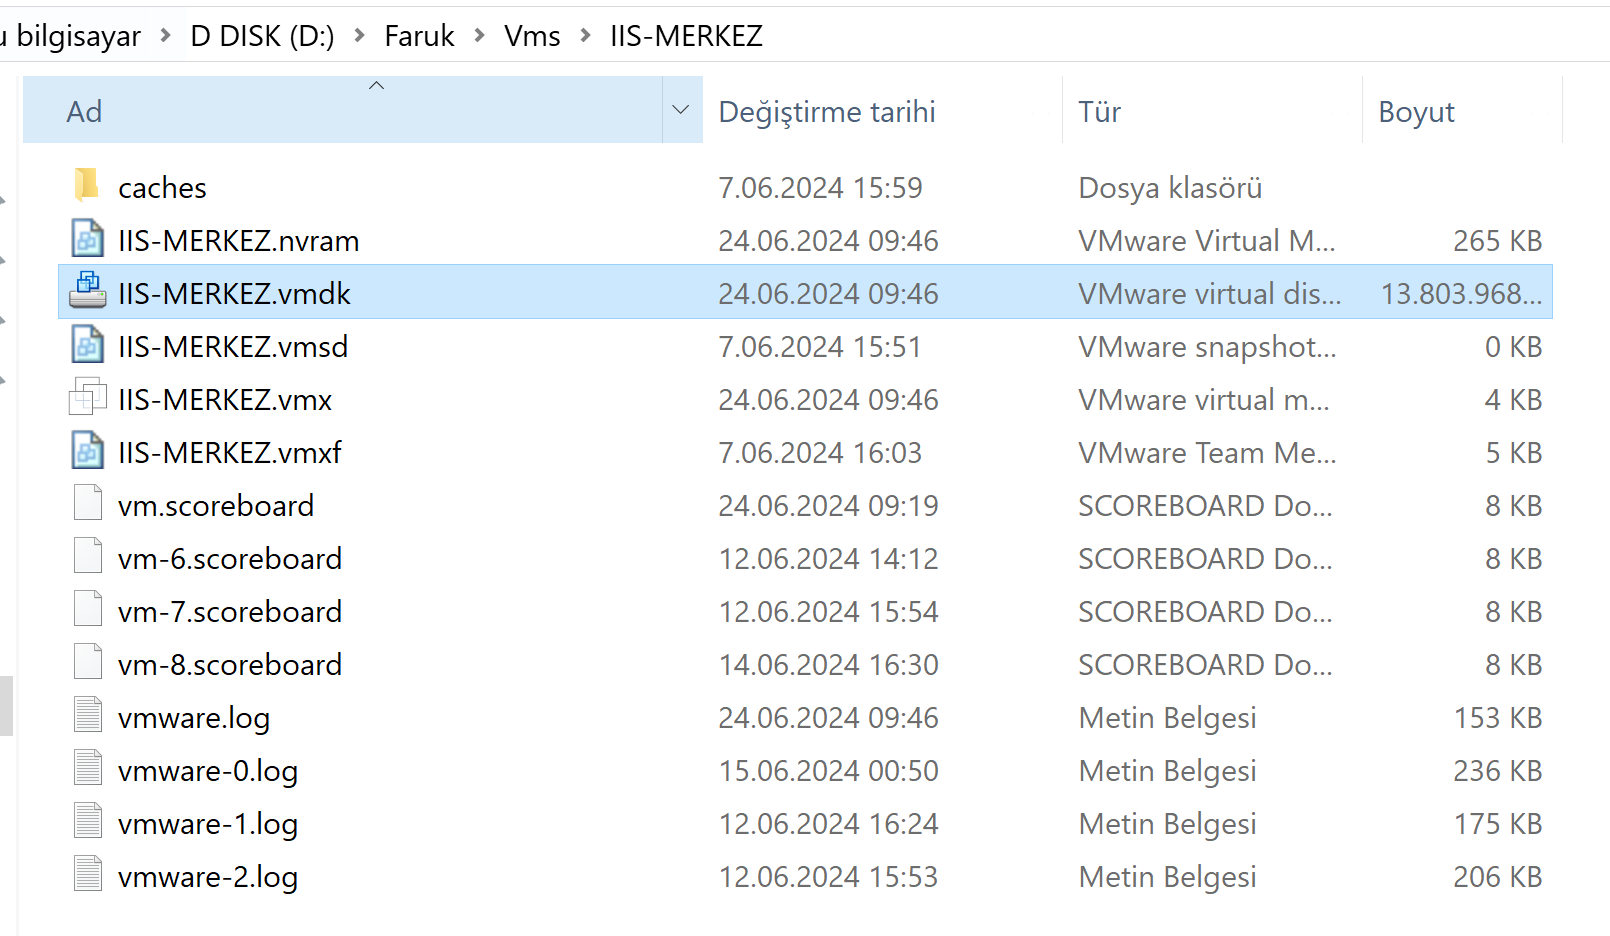 u bilgisayar > D DISK (D:) > Faruk > Vms > IIS-MERKEZ
Ad Değiştirme tarihi Tür Boyut
caches 7.06.2024 15:59 Dosya klasörü
IIS-MERKEZ.nvram 24.06.2024 09:46 VMware Virtual M... 265 KB
IIS-MERKEZ.vmdk 24.06.2024 09:46 VMware virtual dis... 13.803.968...
IIS-MERKEZ.vmsd 7.06.2024 15:51 VMware snapshot... 0 KB
IIS-MERKEZ.vmx 24.06.2024 09:46 VMware virtual m... 4 KB
IIS-MERKEZ.vmxf 7.06.2024 16:03 VMware Team Me... 5 KB
vm.scoreboard 24.06.2024 09:19 SCOREBOARD Do... 8 KB
vm-6.scoreboard 12.06.2024 14:12 SCOREBOARD Do... 8 KB
vm-7.scoreboard 12.06.2024 15:54 SCOREBOARD Do... 8 KB
vm-8.scoreboard 14.06.2024 16:30 SCOREBOARD Do... 8 KB
vmware.log 24.06.2024 09:46 Metin Belgesi 153 KB
vmware-0.log 15.06.2024 00:50 Metin Belgesi 236 KB
vmware-1.log 12.06.2024 16:24 Metin Belgesi 175 KB
vmware-2.log 12.06.2024 15:53 Metin Belgesi 206 KB